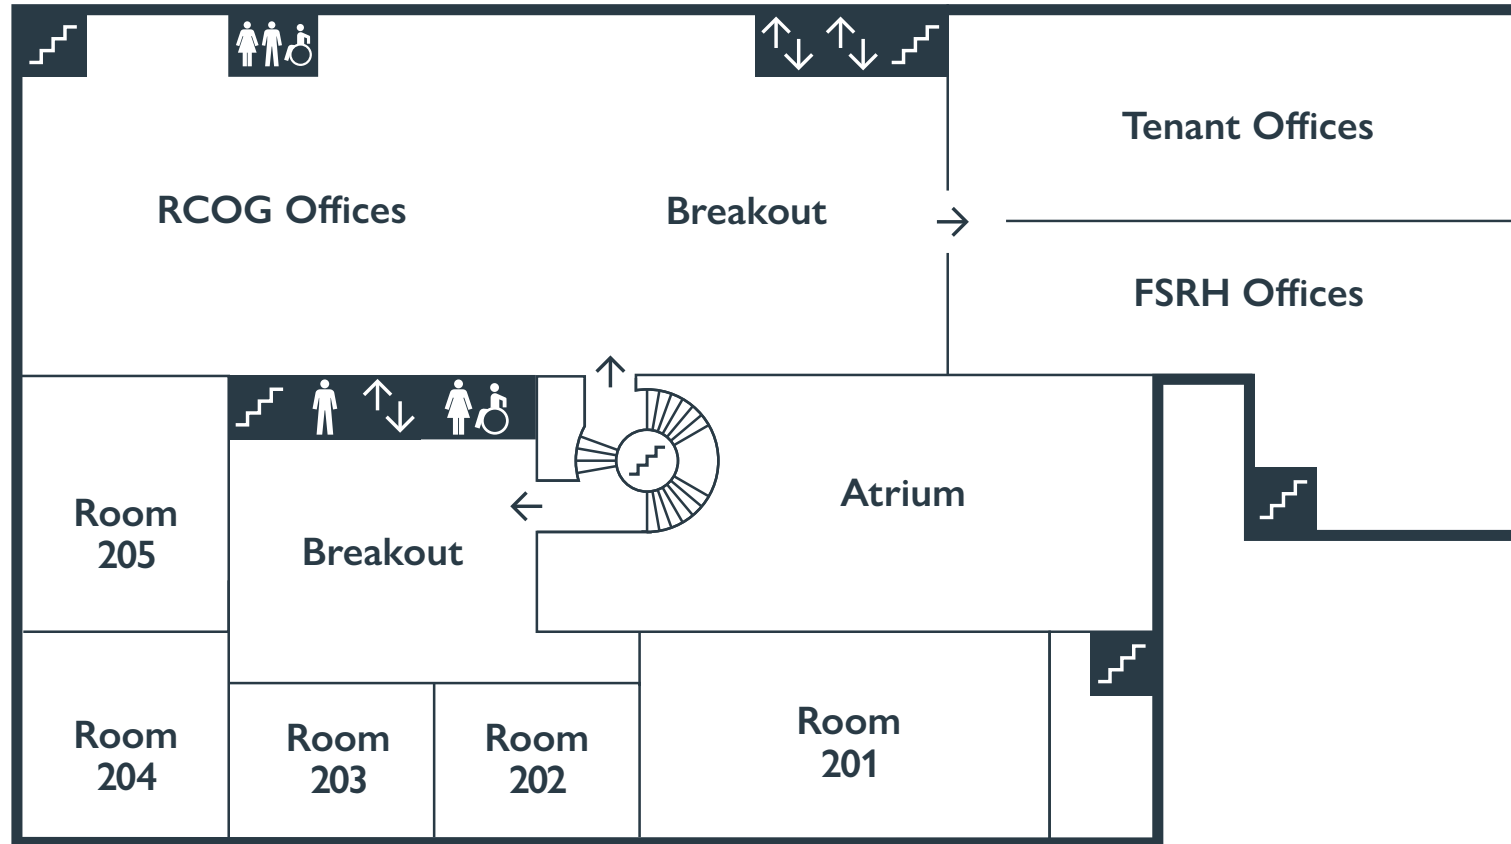 Tenant Offices
RCOG Offices
Breakout
FSRH Offices
Atrium
Room
205
Breakout
Room
204
Room
203
Room
202
Room
201